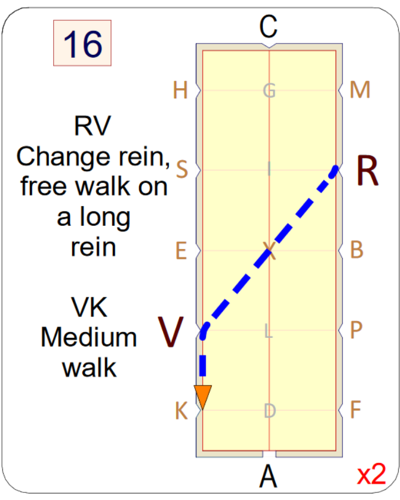 16
C
H G M
RV
Change rein,
free walk on
a long
rein
S I R
E X B
VK
Medium
walk
V L P
K D F
A
x2